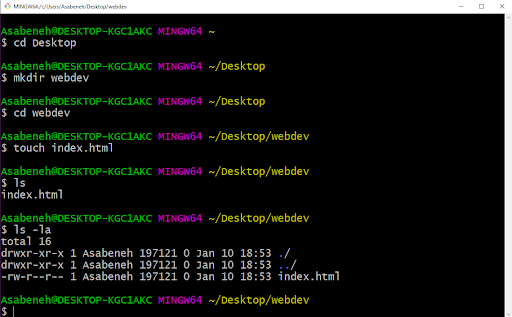 MINGW64:/c/Users/Asabeneh/Desktop/webdev
Asabeneh@DESKTOP-KGC1AKC MINGW64 ~
$ cd Desktop
Asabeneh@DESKTOP-KGC1AKC MINGW64 ~/Desktop
$ mkdir webdev
Asabeneh@DESKTOP-KGC1AKC MINGW64 ~/Desktop
$ cd webdev
Asabeneh@DESKTOP-KGC1AKC MINGW64 ~/Desktop/webdev
$ touch index.html
Asabeneh@DESKTOP-KGC1AKC MINGW64 ~/Desktop/webdev
$ ls
index.html
Asabeneh@DESKTOP-KGC1AKC MINGW64 ~/Desktop/webdev
$ ls -la
total 16
drwxr-xr-x 1 Asabeneh 197121 0 Jan 10 18:53 ./
drwxr-xr-x 1 Asabeneh 197121 0 Jan 10 18:53 ../
-rw-r--r-- 1 Asabeneh 197121 0 Jan 10 18:53 index.html
Asabeneh@DESKTOP-KGC1AKC MINGW64 ~/Desktop/webdev
$